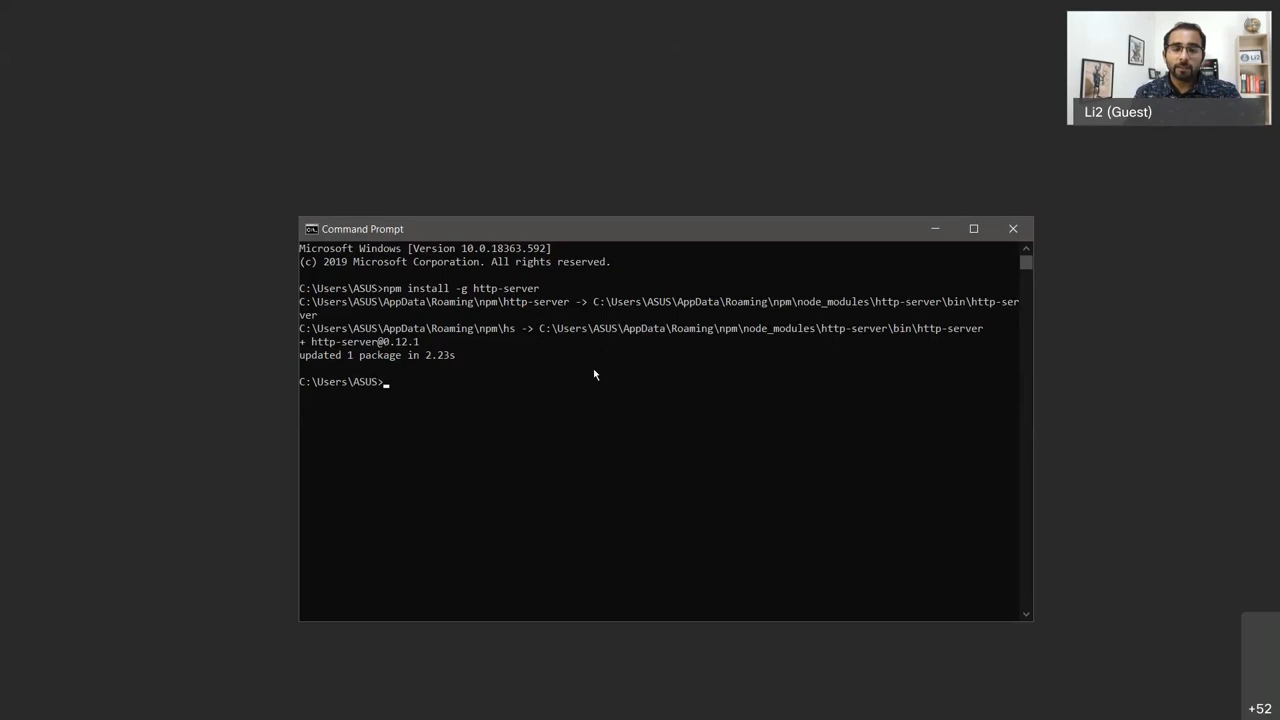 Li2
Li2 (Guest)
Command Prompt
Microsoft Windows [Version 10.0.18363.592]
(c) 2019 Microsoft Corporation. All rights reserved.
C:\Users\ASUS>npm install -g http-server
C:\Users\ASUS\AppData\Roaming\npm\http-server -> C:\Users\ASUS\AppData\Roaming\npm\node_modules\http-server\bin\http-ser
ver
C:\Users\ASUS\AppData\Roaming\npm\hs -> C:\Users\ASUS\AppData\Roaming\npm\node_modules\http-server\bin\http-server
+ http-server@0.12.1
updated 1 package in 2.23s
C:\Users\ASUS>
+52